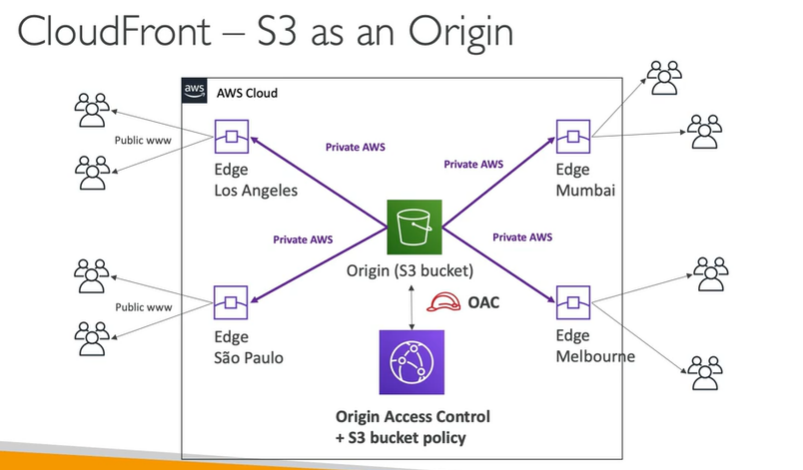 CloudFront – S3 as an Origin
aws
AWS Cloud
Public www
Private AWS
Private AWS
Edge
Los Angeles
Edge
Mumbai
Private AWS
Private AWS
Origin (S3 bucket)
OAC
Public www
Edge
São Paulo
Edge
Melbourne
Origin Access Control
+ S3 bucket policy